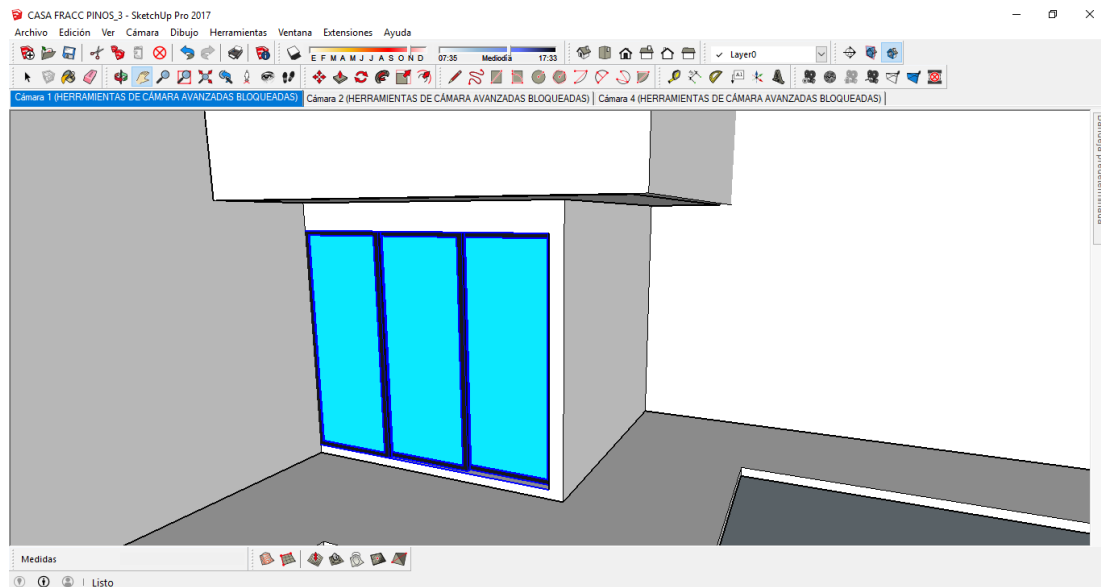 CASA FRACC PINOS_3 - SketchUp Pro 2017
Archivo Edición Ver Cámara Dibujo Herramientas Ventana Extensiones Ayuda
E F M A M J J A S O N D 07:35 Mediodía 17:33 Layer0
Cámara 1 (HERRAMIENTAS DE CÁMARA AVANZADAS BLOQUEADAS) Cámara 2 (HERRAMIENTAS DE CÁMARA AVANZADAS BLOQUEADAS) Cámara 4 (HERRAMIENTAS DE CÁMARA AVANZADAS BLOQUEADAS)
Bandeja predeterminada
Medidas
Listo